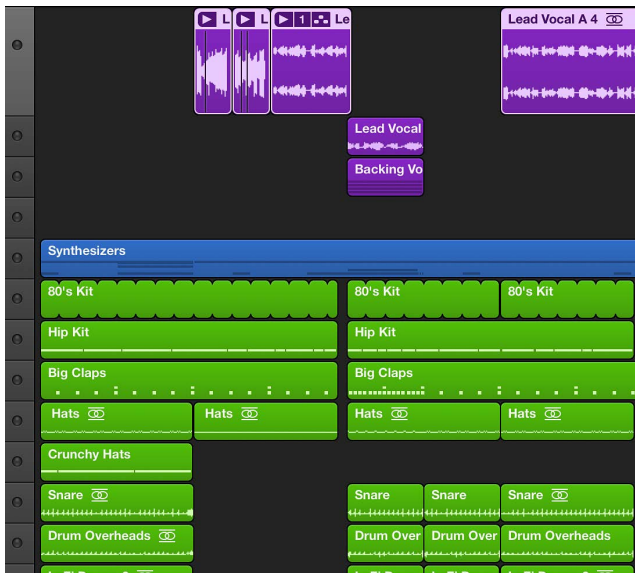 L
L
1 Le
Lead Vocal A 4
Lead Vocal
Backing Vo
Synthesizers
80's Kit
80's Kit
80's Kit
Hip Kit
Hip Kit
Big Claps
Big Claps
Hats
Hats
Hats
Hats
Crunchy Hats
Snare
Snare
Snare
Snare
Drum Overheads
Drum Over
Drum Over
Drum Overheads